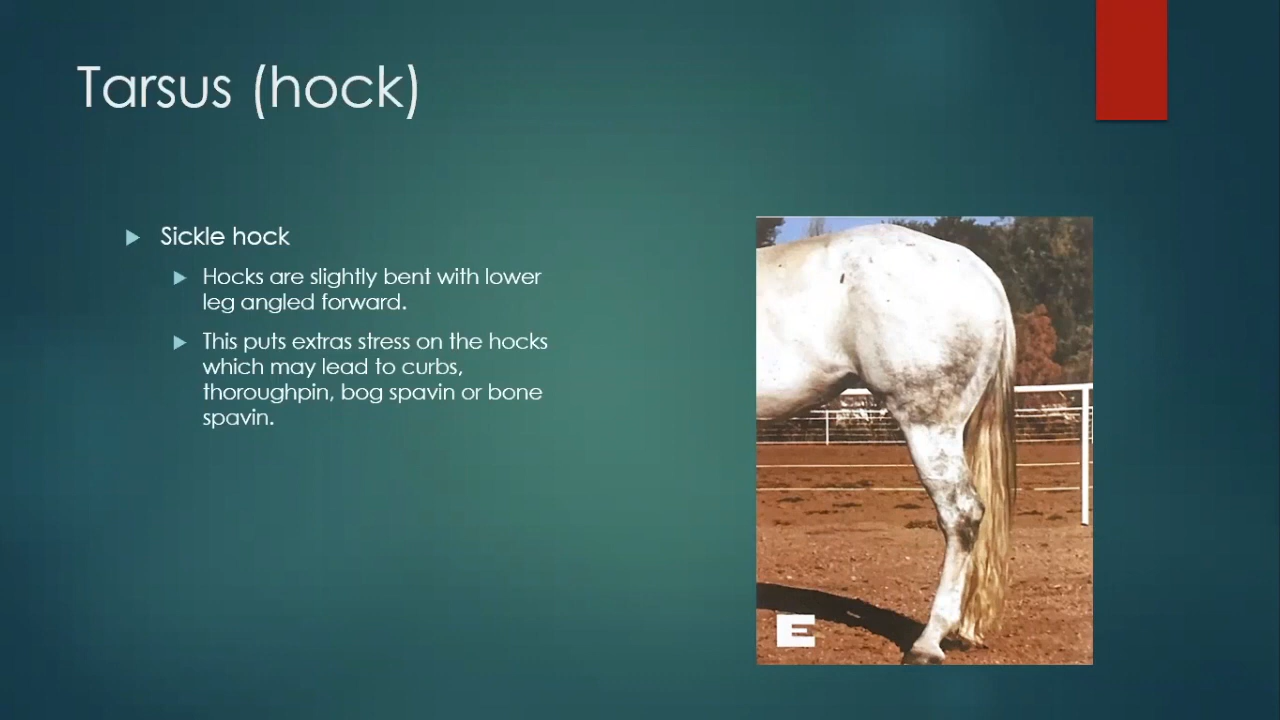 Tarsus (hock)
Sickle hock
Hocks are slightly bent with lower
leg angled forward.
This puts extras stress on the hocks
which may lead to curbs,
thoroughpin, bog spavin or bone
spavin.
E